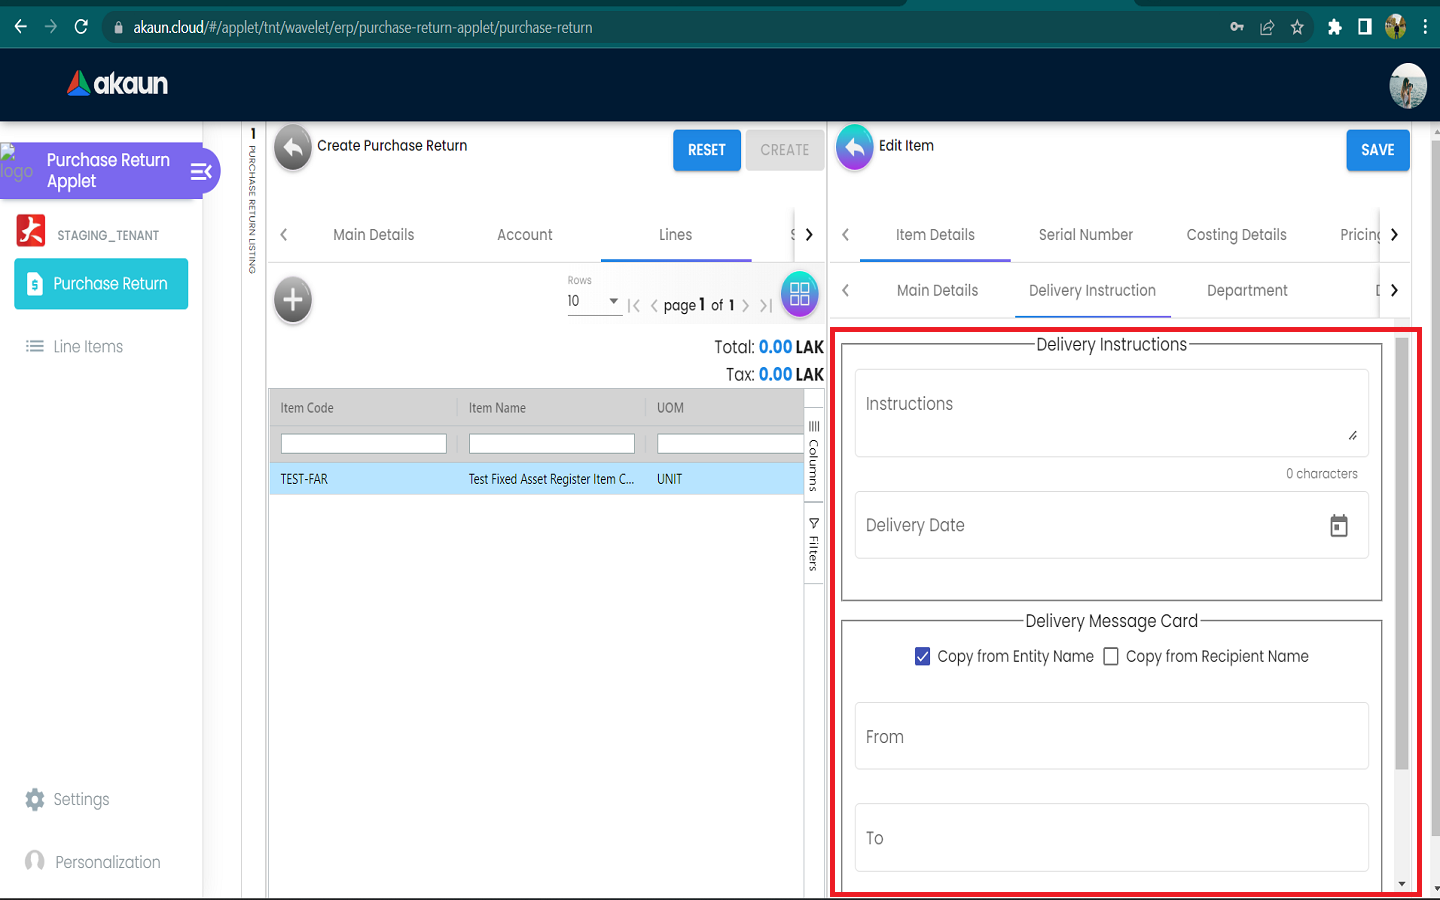 akaun.cloud/#/applet/tnt/wavelet/erp/purchase-return-applet/purchase-return
akaun
logo
Purchase Return
Applet
STAGING_TENANT
Purchase Return
Line Items
Settings
Personalization
1 PURCHASE RETURN LISTING
Create Purchase Return
RESET
CREATE
Main Details
Account
Lines
Rows
10
page 1 of 1
Total: 0.00 LAK
Tax: 0.00 LAK
Item Code
Item Name
UOM
TEST-FAR
Test Fixed Asset Register Item C...
UNIT
Columns
Filters
Edit Item
SAVE
Item Details
Serial Number
Costing Details
Pricing
Main Details
Delivery Instruction
Department
Delivery Instructions
Instructions
0 characters
Delivery Date
Delivery Message Card
Copy from Entity Name
Copy from Recipient Name
From
To